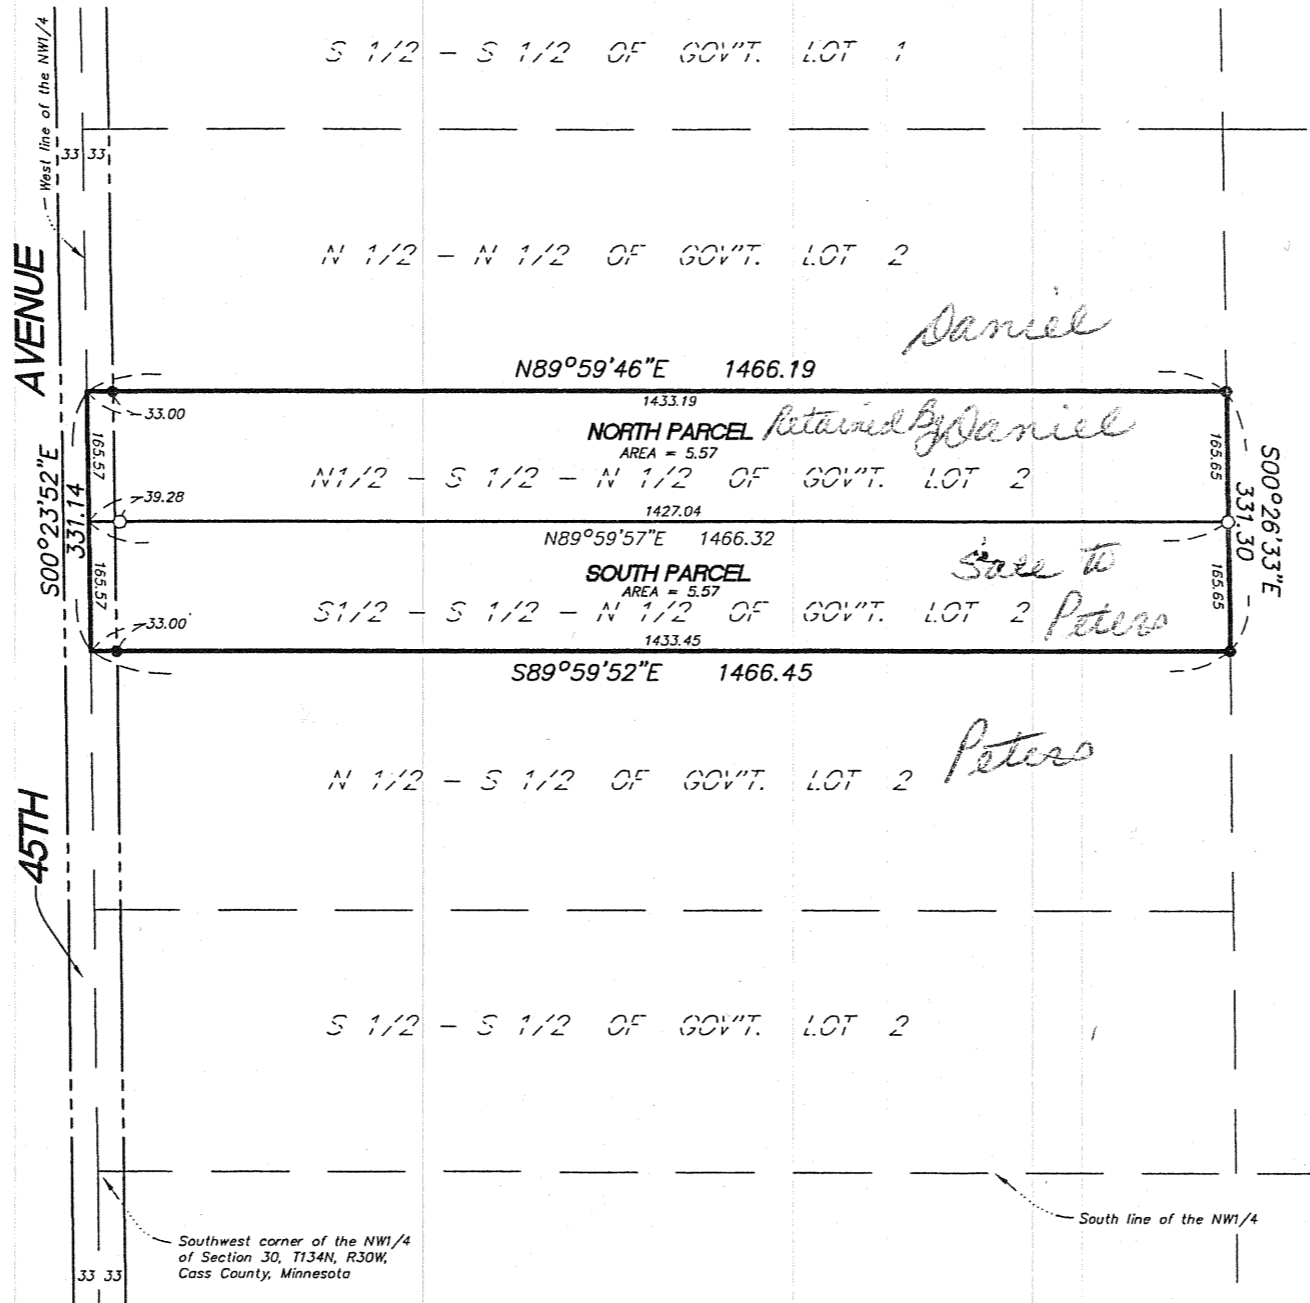 West line of the NW1/4
S 1/2 - S 1/2 OF GOV'T. LOT 1
33 33
N 1/2 - N 1/2 OF GOV'T. LOT 2
45TH AVENUE
Daniel
N89°59'46"E 1466.19
33.00
1433.19
NORTH PARCEL Retained By Daniel
AREA = 5.57
165.57
165.65
N1/2 - S 1/2 - N 1/2 OF GOV'T. LOT 2
S00°23'52"E
331.14
S00°26'33"E
331.30
39.28
1427.04
N89°59'57"E 1466.32
Sale to
Peters
SOUTH PARCEL
AREA = 5.57
165.57
165.65
S1/2 - S 1/2 - N 1/2 OF GOV'T. LOT 2
33.00
1433.45
S89°59'52"E 1466.45
Peters
N 1/2 - S 1/2 OF GOV'T. LOT 2
S 1/2 - S 1/2 OF GOV'T. LOT 2
South line of the NW1/4
Southwest corner of the NW1/4
of Section 30, T134N, R30W,
Cass County, Minnesota
33 33